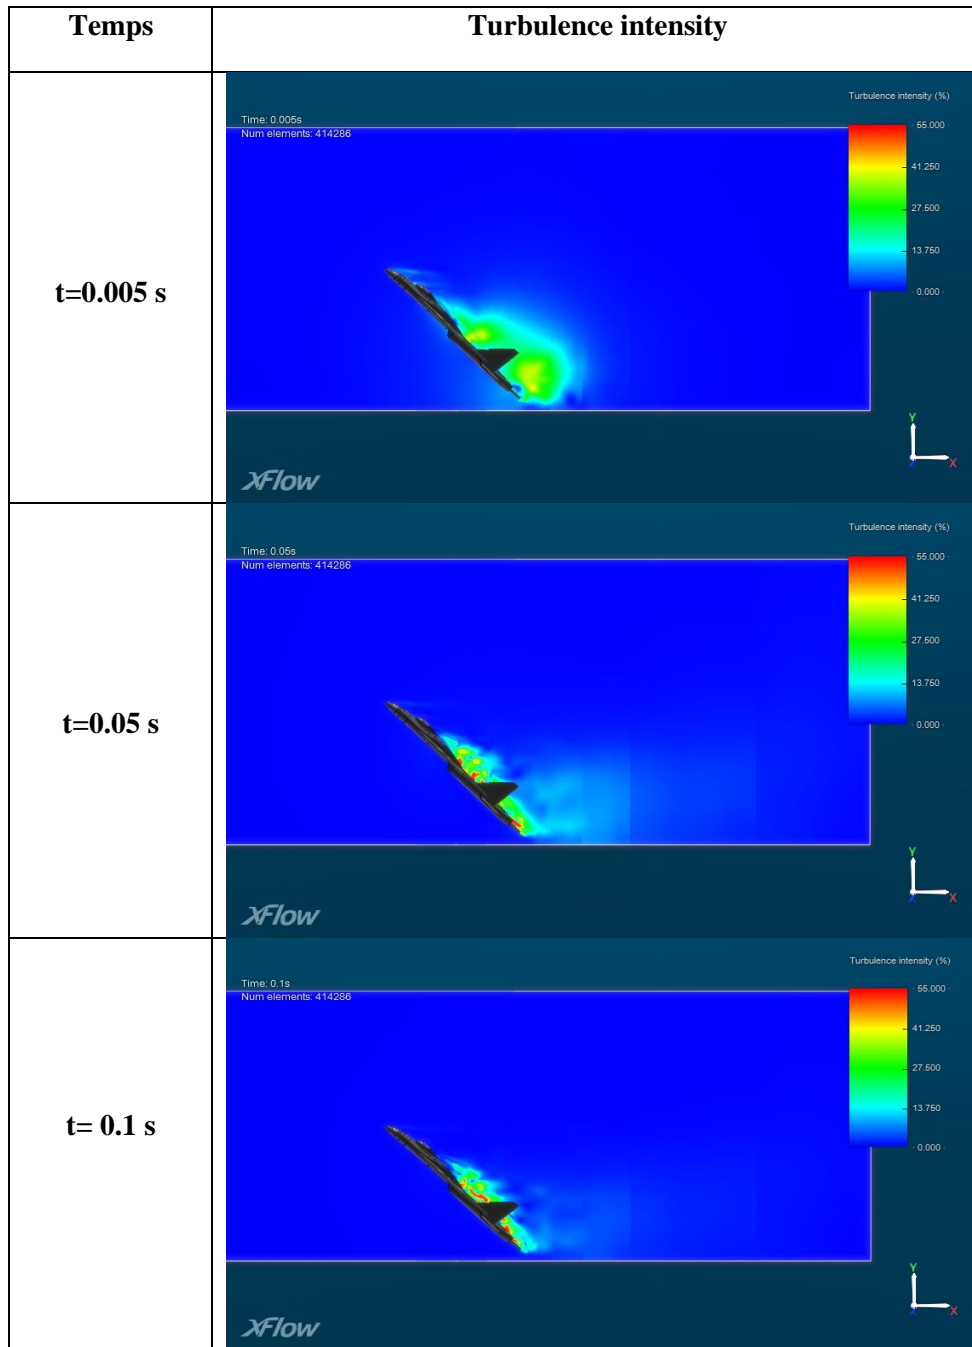 Temps
Turbulence intensity
t=0.005 s
Time: 0.005s
Num elements: 414286
Turbulence intensity (%)
55.000
41.250
27.500
13.750
0.000
Y
Z
X
XFlow
t=0.05 s
Time: 0.05s
Num elements: 414286
Turbulence intensity (%)
55.000
41.250
27.500
13.750
0.000
Y
Z
X
XFlow
t= 0.1 s
Time: 0.1s
Num elements: 414286
Turbulence intensity (%)
55.000
41.250
27.500
13.750
0.000
Y
Z
X
XFlow